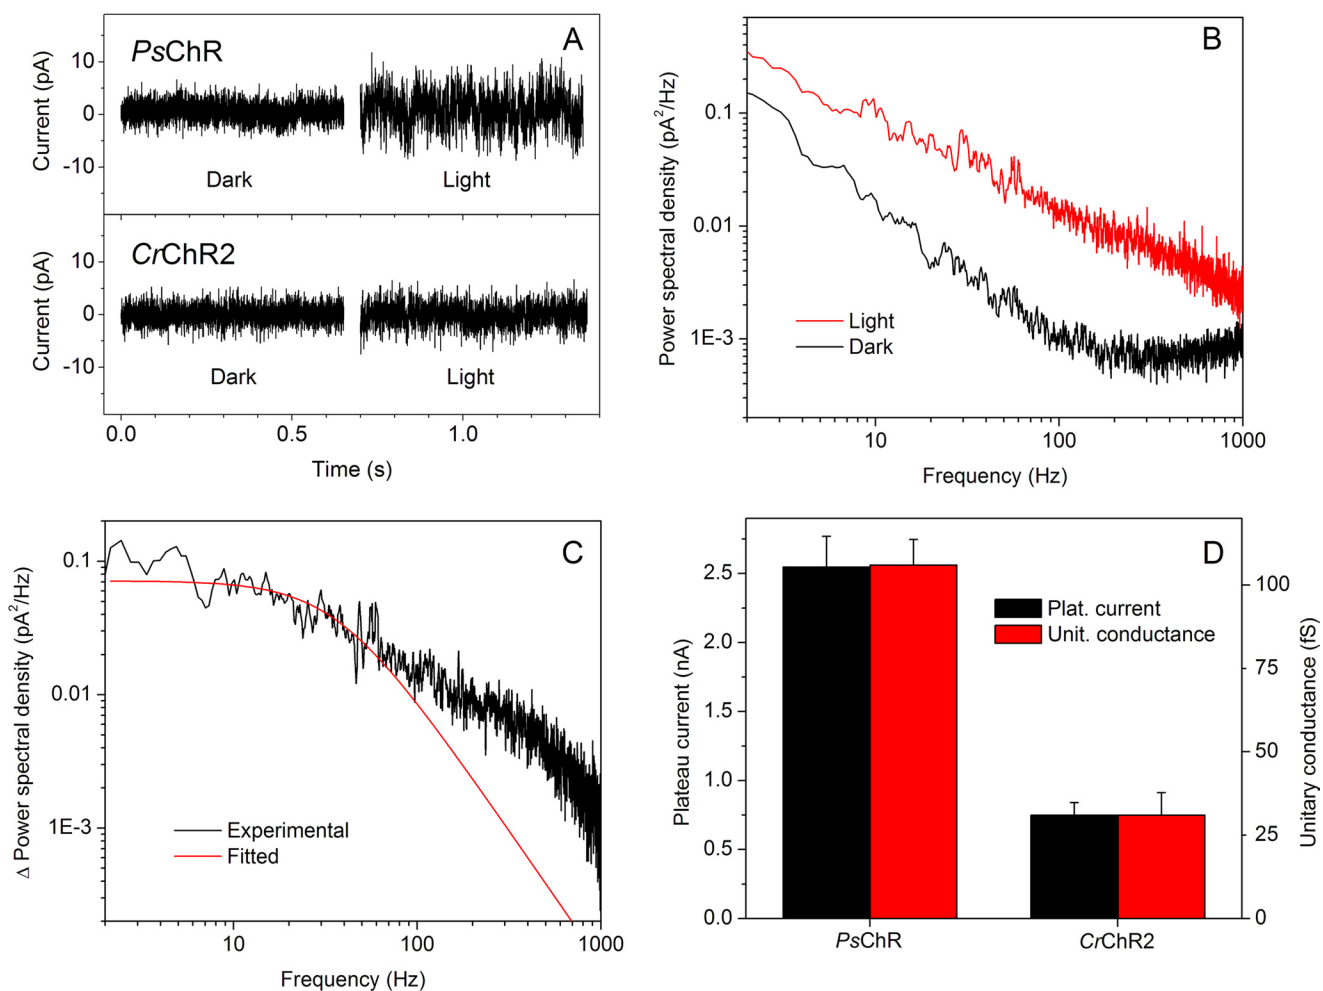 A
PsChR
Current (pA)
10
0
-10
Dark
Light
CrChR2
Current (pA)
10
0
-10
Dark
Light
0.0
0.5
1.0
Time (s)
B
Power spectral density (pA²/Hz)
0.1
0.01
1E-3
Light
Dark
10
100
1000
Frequency (Hz)
C
Δ Power spectral density (pA²/Hz)
0.1
0.01
1E-3
Experimental
Fitted
10
100
1000
Frequency (Hz)
D
Plateau current (nA)
2.5
2.0
1.5
1.0
0.5
0.0
Plat. current
Unit. conductance
100
75
50
25
0
Unitary conductance (fS)
PsChR
CrChR2